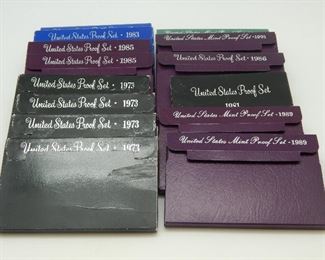 United States Proof Set · 1983
United States Proof Set · 1985
United States Proof Set · 1985
United States Proof Set · 1973
United States Proof Set · 1973
United States Proof Set · 1973
United States Proof Set · 1973
United States Mint Proof Set · 1991
United States Proof Set · 1986
United States Proof Set
1981
United States Mint Proof Set · 1989
United States Mint Proof Set · 1989